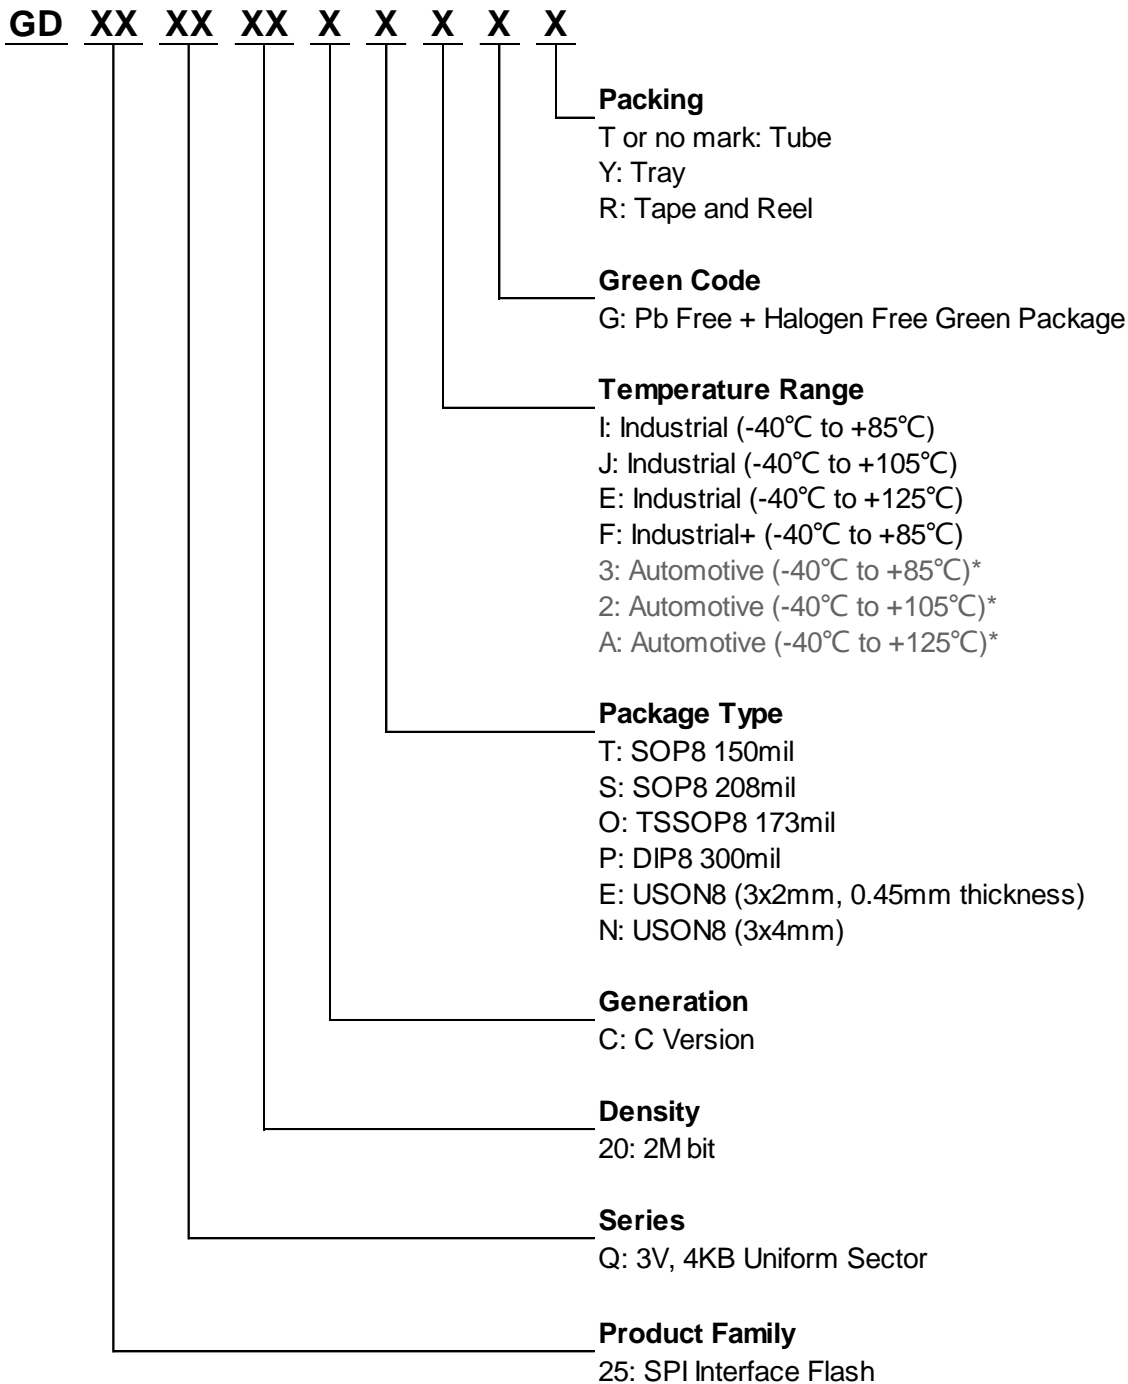 GD XX XX XX X X X X X
Packing
T or no mark: Tube
Y: Tray
R: Tape and Reel
Green Code
G: Pb Free + Halogen Free Green Package
Temperature Range
I: Industrial (-40℃ to +85℃)
J: Industrial (-40℃ to +105℃)
E: Industrial (-40℃ to +125℃)
F: Industrial+ (-40℃ to +85℃)
3: Automotive (-40℃ to +85℃)*
2: Automotive (-40℃ to +105℃)*
A: Automotive (-40℃ to +125℃)*
Package Type
T: SOP8 150mil
S: SOP8 208mil
O: TSSOP8 173mil
P: DIP8 300mil
E: USON8 (3x2mm, 0.45mm thickness)
N: USON8 (3x4mm)
Generation
C: C Version
Density
20: 2M bit
Series
Q: 3V, 4KB Uniform Sector
Product Family
25: SPI Interface Flash